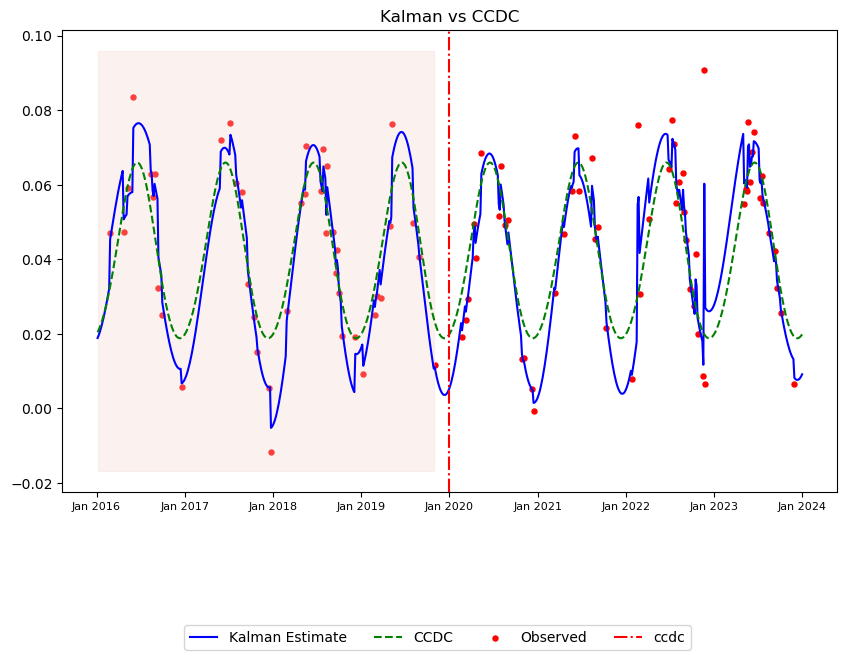 Kalman vs CCDC
0.10
0.08
0.06
0.04
0.02
0.00
−0.02
Jan 2016 Jan 2017 Jan 2018 Jan 2019 Jan 2020 Jan 2021 Jan 2022 Jan 2023 Jan 2024
Kalman Estimate CCDC Observed ccdc